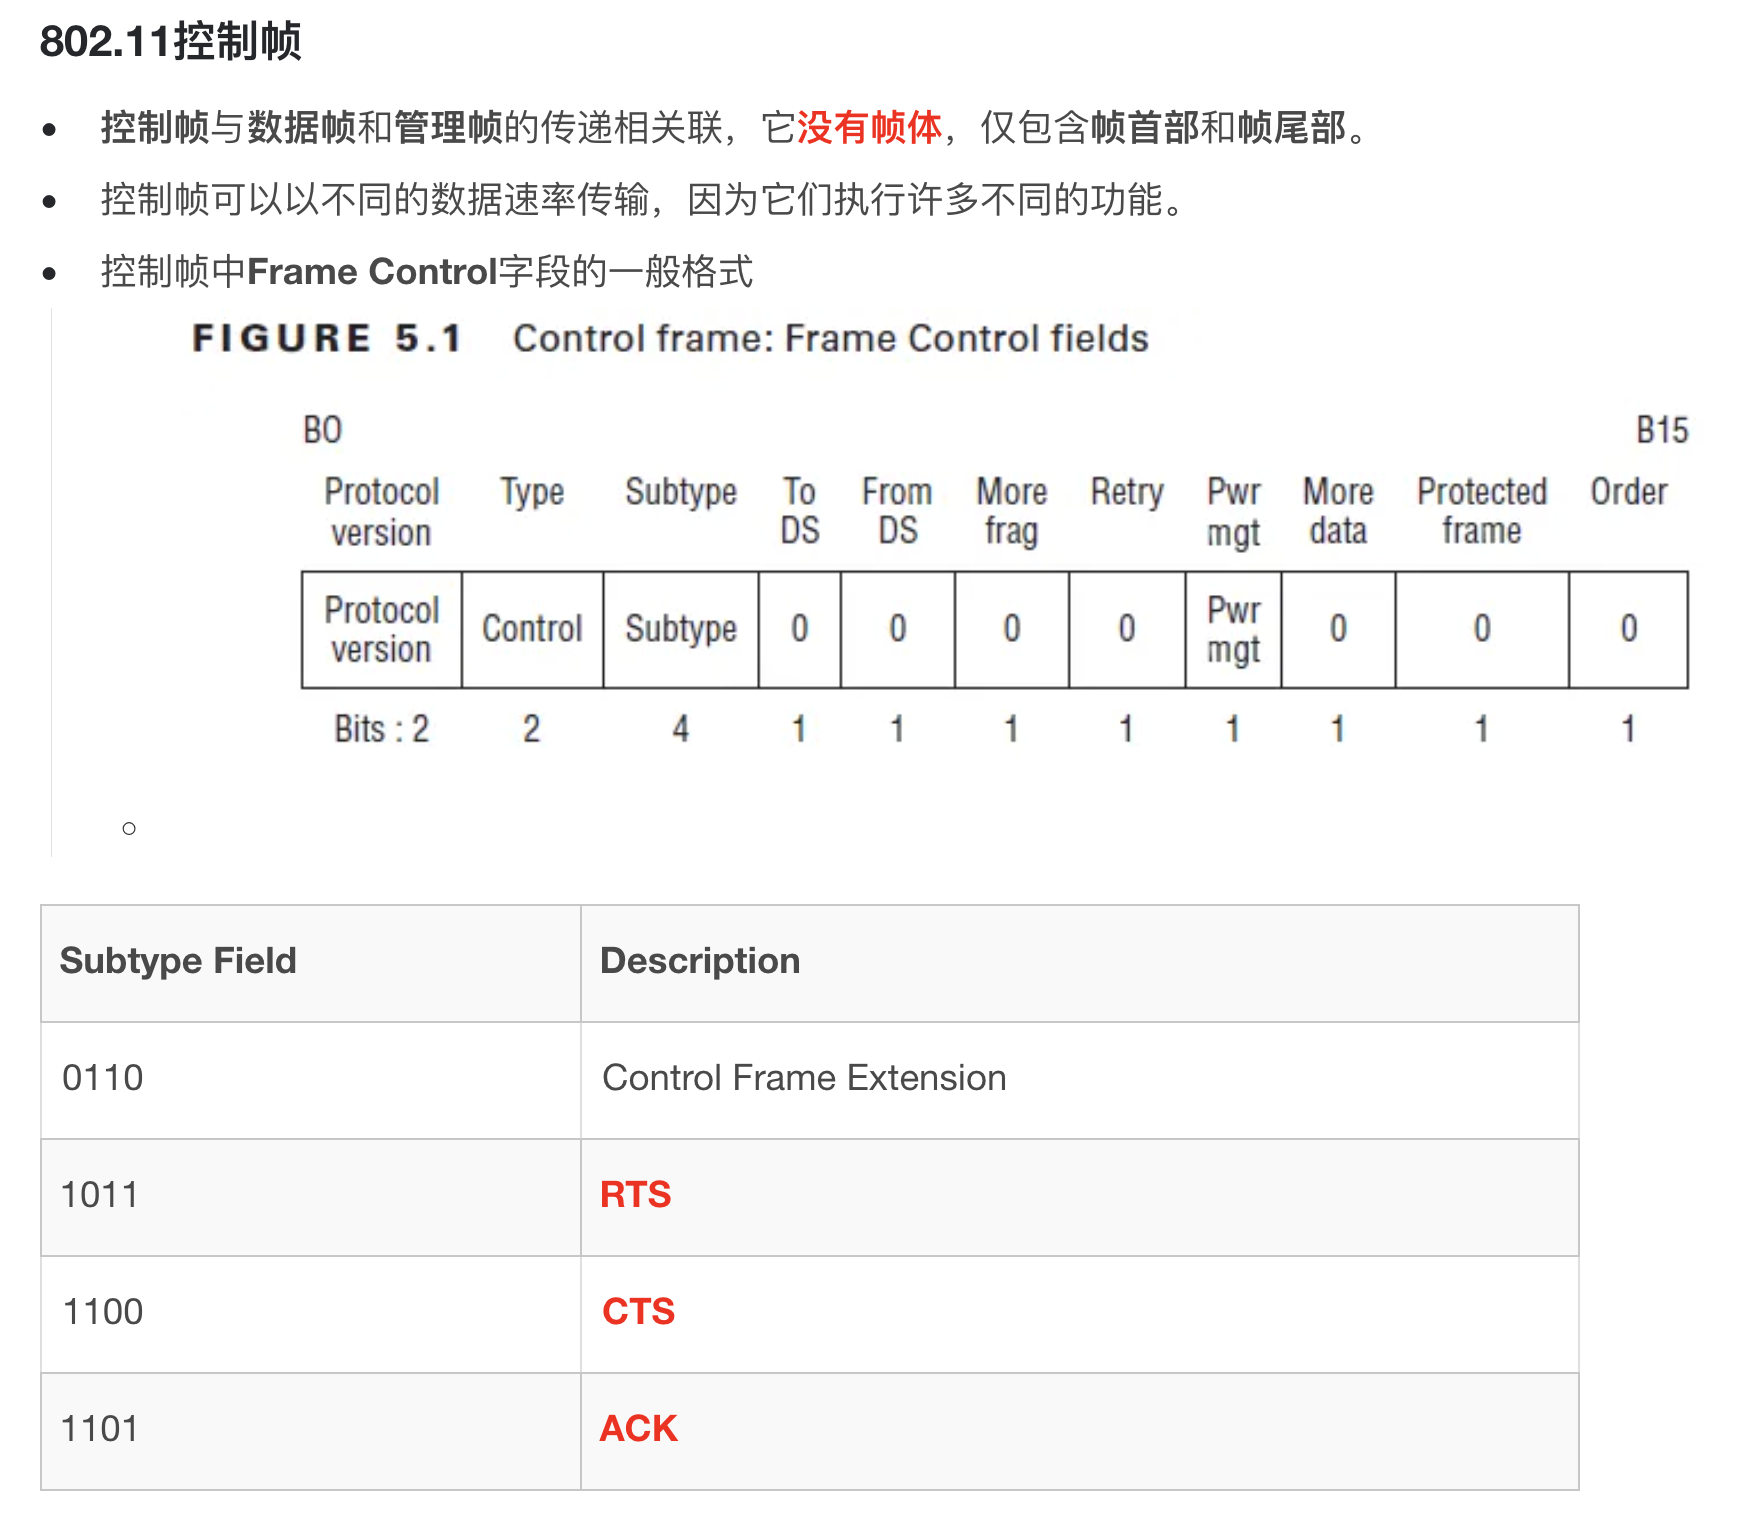 802.11控制帧
控制帧与数据帧和管理帧的传递相关联，它没有帧体，仅包含帧首部和帧尾部。
控制帧可以以不同的数据速率传输，因为它们执行许多不同的功能。
控制帧中Frame Control字段的一般格式
FIGURE 5.1 Control frame: Frame Control fields
B0 B15
Protocol Type Subtype To From More Retry Pwr More Protected Order
version DS DS frag mgt data frame
Protocol version Control Subtype 0 0 0 0 Pwr mgt 0 0 0
Bits : 2 2 4 1 1 1 1 1 1 1 1
Subtype Field Description
0110 Control Frame Extension
1011 RTS
1100 CTS
1101 ACK